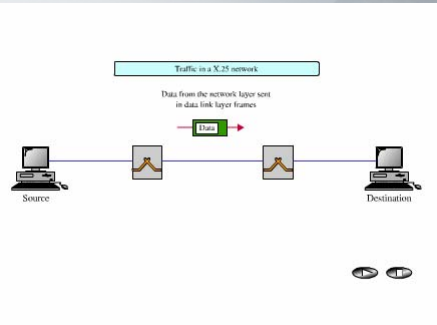 Traffic in a X.25 network
Data from the network layer sent
in data link layer frames
Data
Source
Destination